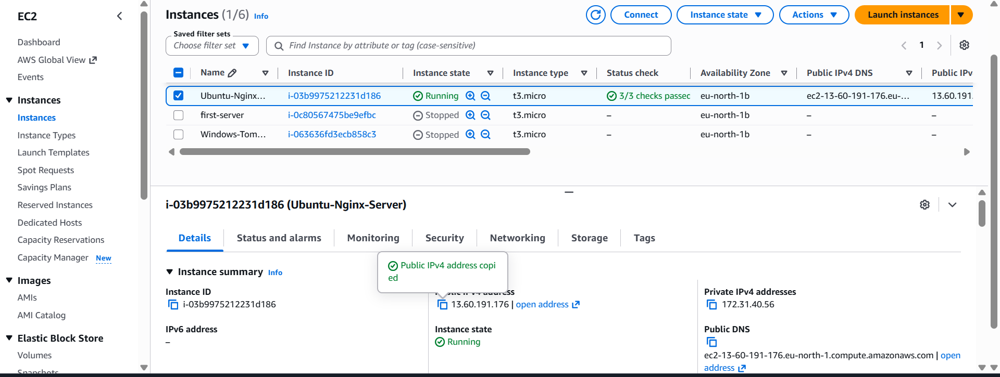 EC2
Dashboard
AWS Global View
Events
Instances
Instances
Instance Types
Launch Templates
Spot Requests
Savings Plans
Reserved Instances
Dedicated Hosts
Capacity Reservations
Capacity Manager New
Images
AMIs
AMI Catalog
Elastic Block Store
Volumes
Snapshots
Instances (1/6) Info
Connect
Instance state
Actions
Launch instances
Saved filter sets
Choose filter set
Find Instance by attribute or tag (case-sensitive)
1
Name Instance ID Instance state Instance type Status check Availability Zone Public IPv4 DNS Public IPv
Ubuntu-Nginx... i-03b9975212231d186 Running t3.micro 3/3 checks passed eu-north-1b ec2-13-60-191-176.eu-... 13.60.191.
first-server i-0c80567475be9efbc Stopped t3.micro – eu-north-1b – –
Windows-Tom... i-063636fd3ecb858c3 Stopped t3.micro – eu-north-1b – –
i-03b9975212231d186 (Ubuntu-Nginx-Server)
Details Status and alarms Monitoring Security Networking Storage Tags
Public IPv4 address copi
ed
Instance summary Info
Instance ID
i-03b9975212231d186
IPv6 address
–
Public IPv4 address
13.60.191.176 | open address
Instance state
Running
Private IPv4 addresses
172.31.40.56
Public DNS
ec2-13-60-191-176.eu-north-1.compute.amazonaws.com | open
address